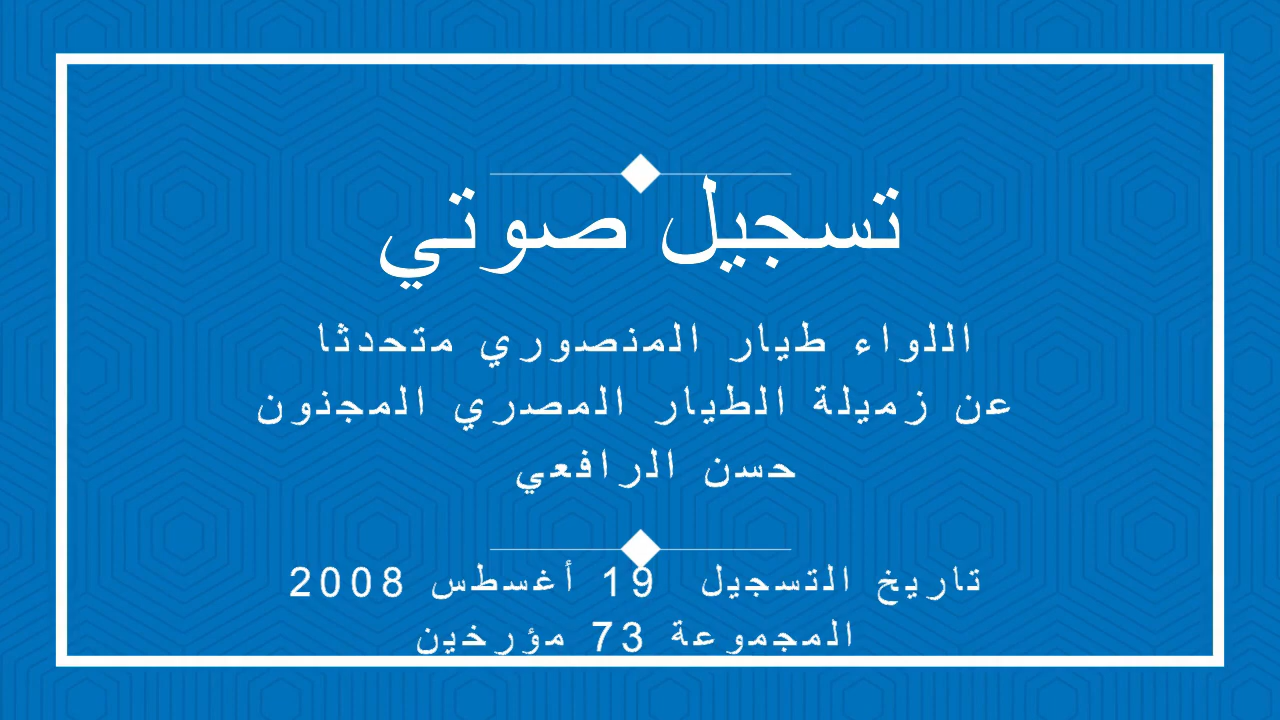 تسجيل صوتي
اللواء طيار المنصوري متحدثا
عن زميلة الطيار المصري المجنون
حسن الرافعي
تاريخ التسجيل 19 أغسطس 2008
المجموعة 73 مؤرخين